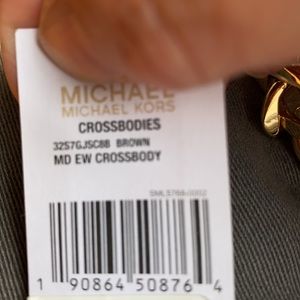 MICHAEL
MICHAEL KORS
CROSSBODIES
32S7GJSC8B BROWN
MD EW CROSSBODY
1 90864 50876 4